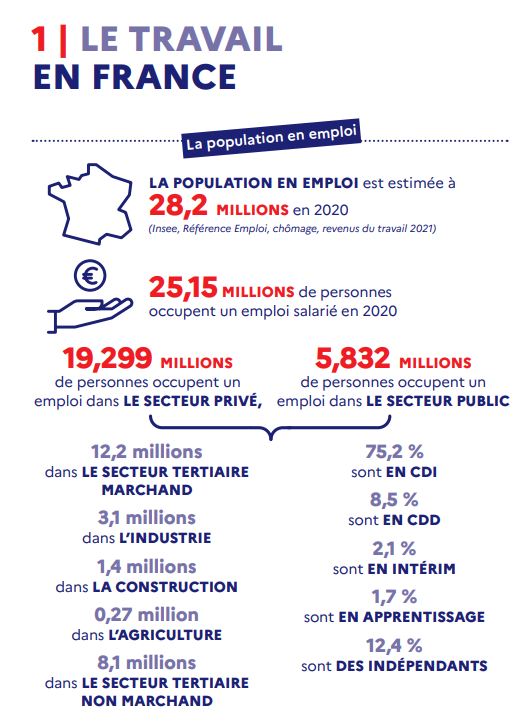 1 | LE TRAVAIL
EN FRANCE
La population en emploi
LA POPULATION EN EMPLOI est estimée à
28,2 MILLIONS en 2020
(Insee, Référence Emploi, chômage, revenus du travail 2021)
€
25,15 MILLIONS de personnes
occupent un emploi salarié en 2020
19,299 MILLIONS
de personnes occupent un
emploi dans LE SECTEUR PRIVÉ,
5,832 MILLIONS
de personnes occupent un
emploi dans LE SECTEUR PUBLIC
12,2 millions
dans LE SECTEUR TERTIAIRE
MARCHAND
3,1 millions
dans L'INDUSTRIE
1,4 millions
dans LA CONSTRUCTION
0,27 million
dans L'AGRICULTURE
8,1 millions
dans LE SECTEUR TERTIAIRE
NON MARCHAND
75,2 %
sont EN CDI
8,5 %
sont EN CDD
2,1 %
sont EN INTÉRIM
1,7 %
sont EN APPRENTISSAGE
12,4 %
sont DES INDÉPENDANTS